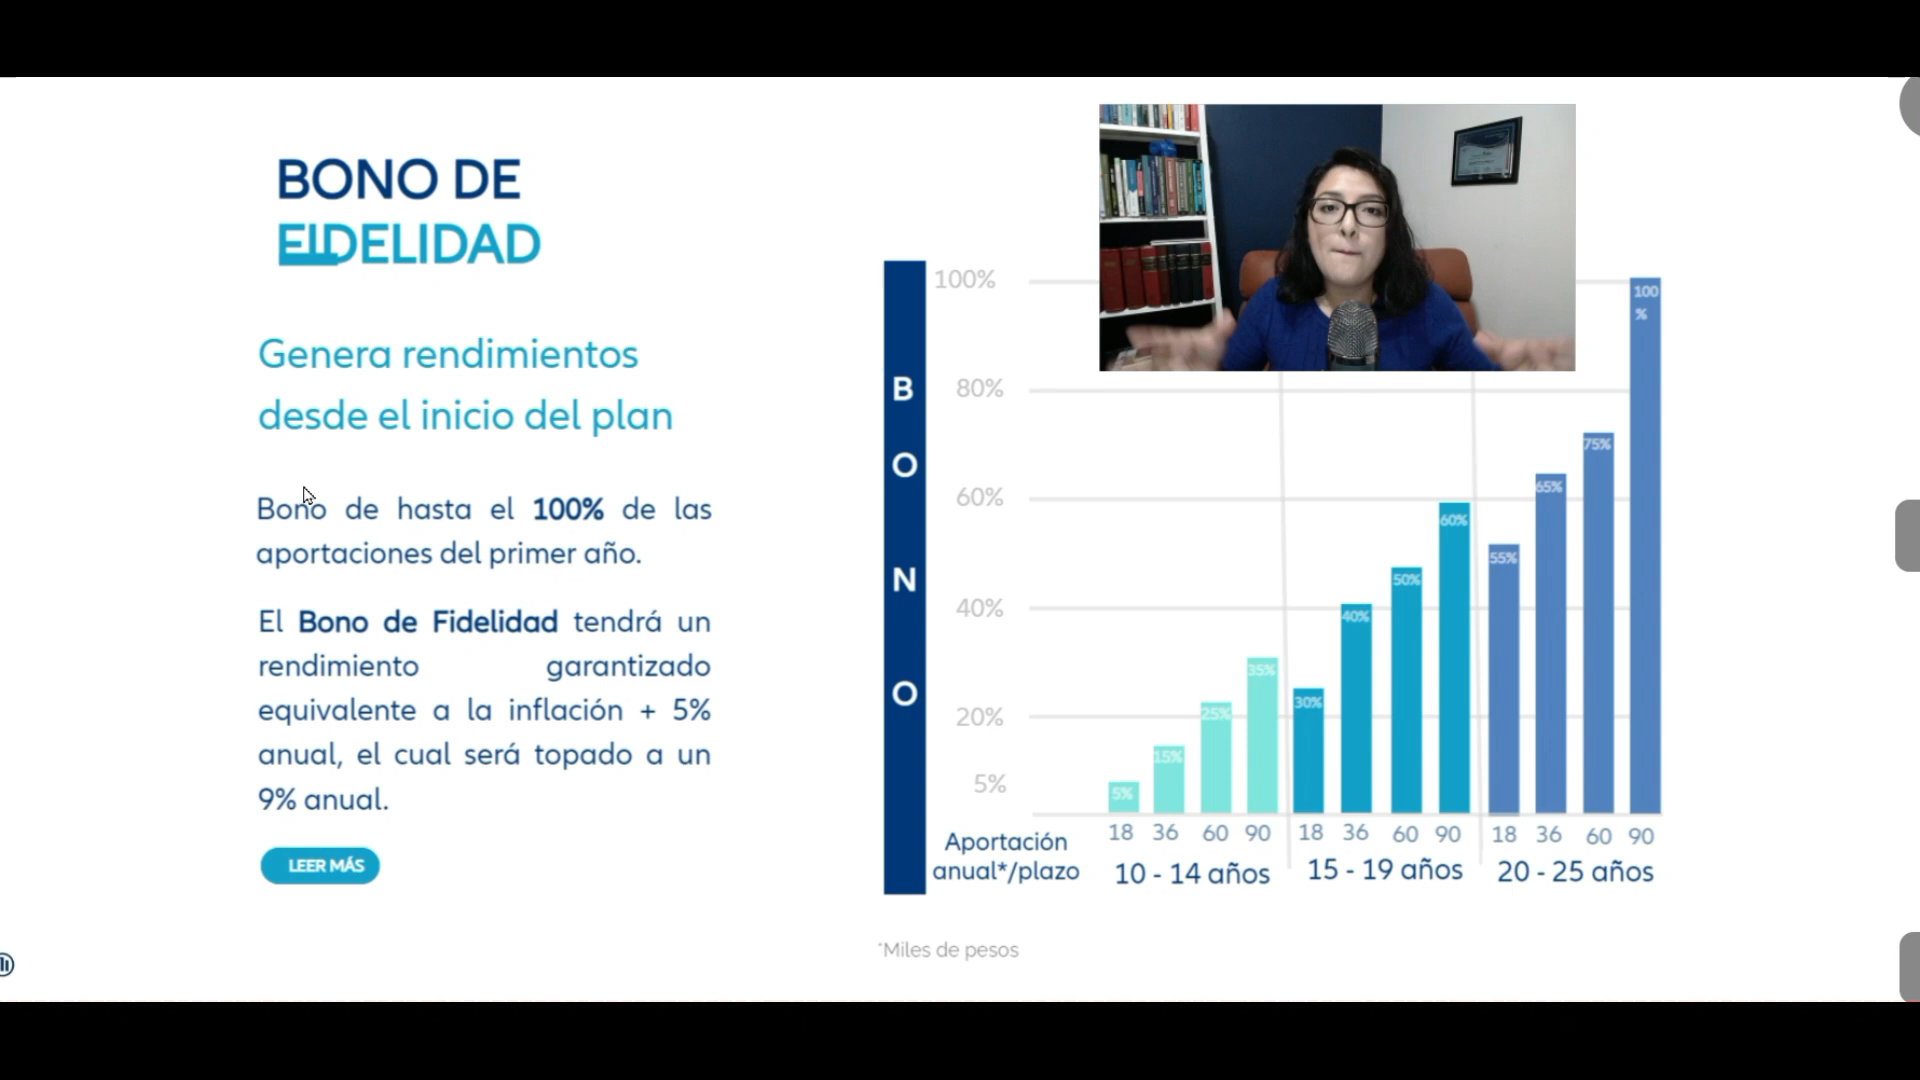 BONO DE
FIDELIDAD
Genera rendimientos
desde el inicio del plan
Bono de hasta el 100% de las
aportaciones del primer año.
El Bono de Fidelidad tendrá un
rendimiento garantizado
equivalente a la inflación + 5%
anual, el cual será topado a un
9% anual.
LEER MÁS
B
O
N
O
100%
80%
60%
40%
20%
5%
5%
15%
25%
35%
30%
40%
50%
60%
55%
65%
75%
100
%
18 36 60 90 18 36 60 90 18 36 60 90
Aportación
anual*/plazo
10 - 14 años 15 - 19 años 20 - 25 años
*Miles de pesos